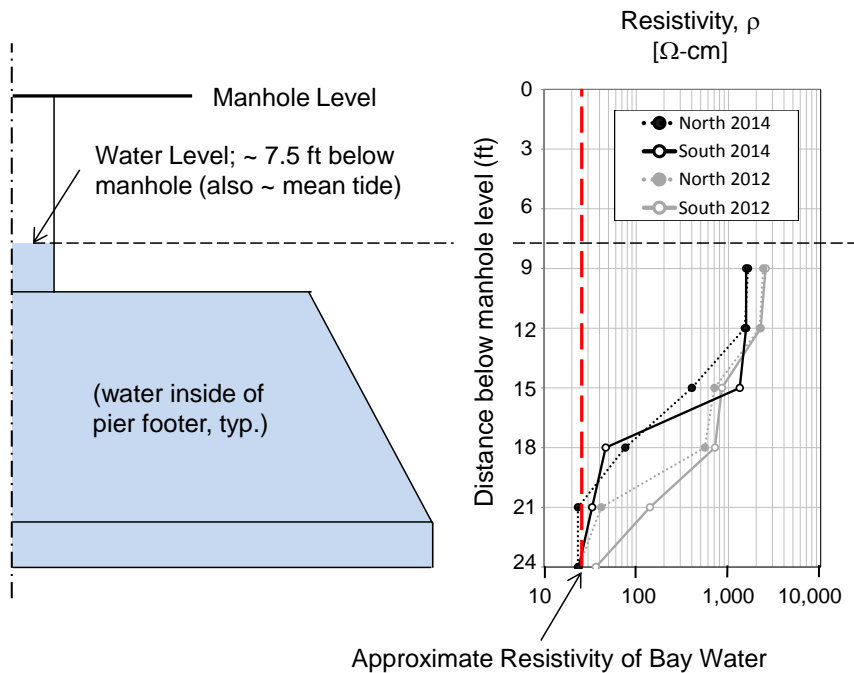 Resistivity, ρ
[Ω-cm]
Manhole Level
Water Level; ~ 7.5 ft below
manhole (also ~ mean tide)
(water inside of
pier footer, typ.)
Distance below manhole level (ft)
0
3
6
9
12
15
18
21
24
North 2014
South 2014
North 2012
South 2012
10
100
1,000
10,000
Approximate Resistivity of Bay Water